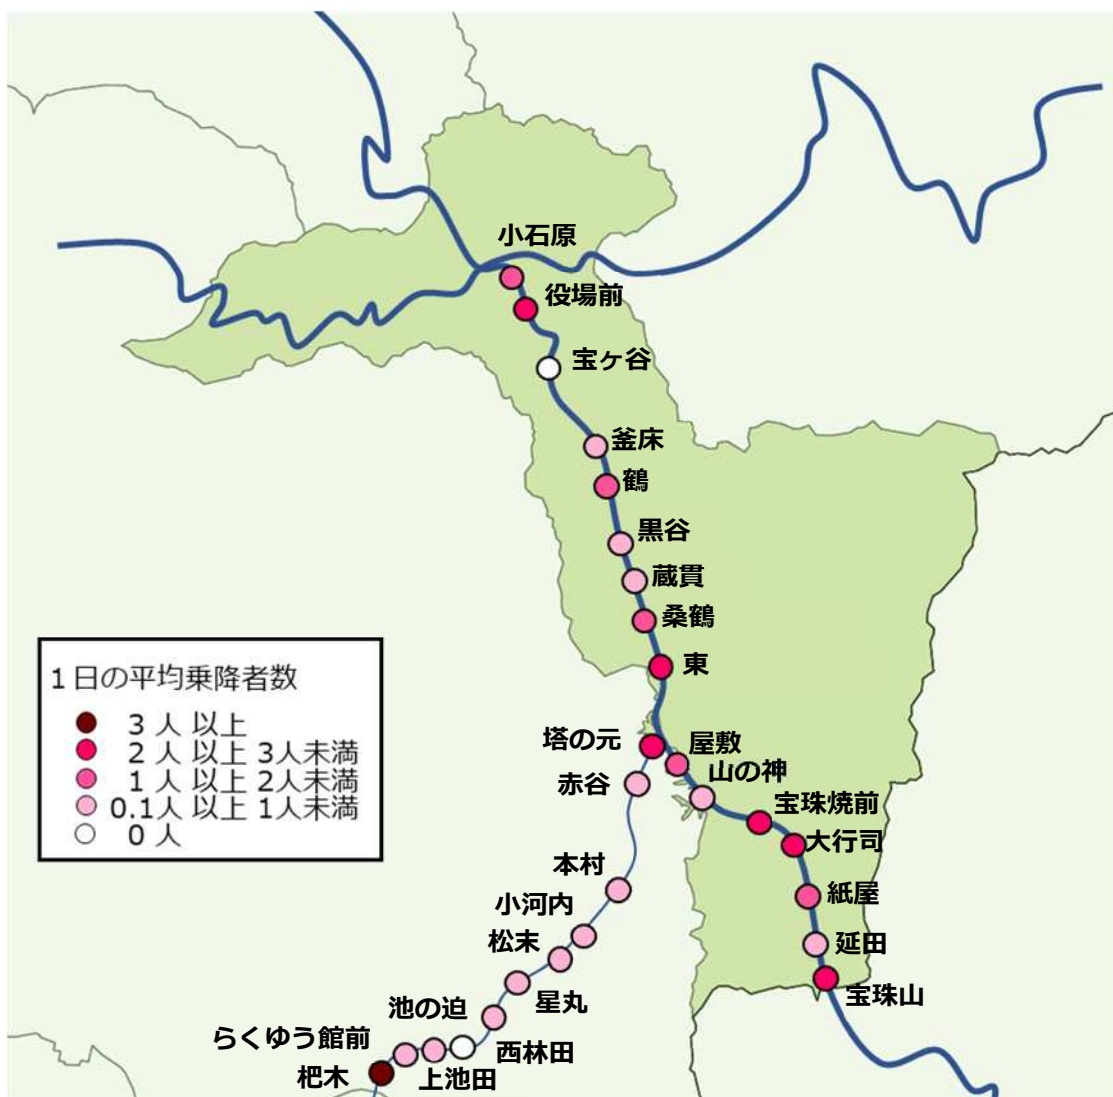 小石原
役場前
宝ヶ谷
釜床
鶴
黒谷
蔵貫
桑鶴
東
塔の元
屋敷
山の神
赤谷
宝珠焼前
大行司
本村
紙屋
小河内
松末
延田
星丸
宝珠山
池の迫
らくゆう館前
西林田
杷木
上池田
1日の平均乗降者数
3人以上
2人以上 3人未満
1人以上 2人未満
0.1人以上 1人未満
0人